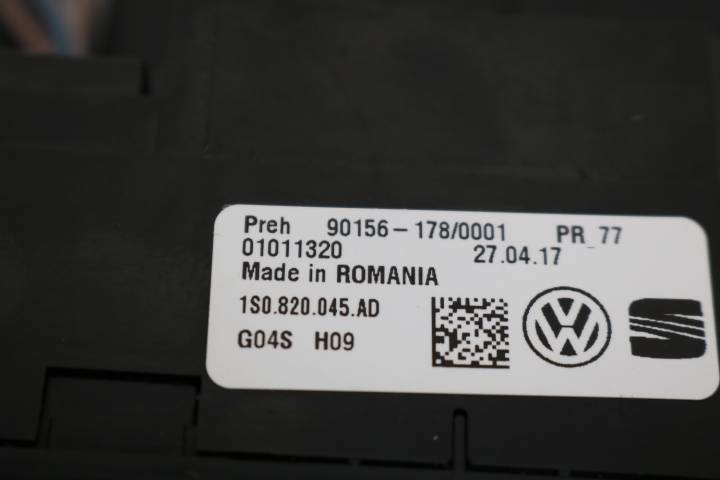 Preh 90156-178/0001 PR_77
01011320 27.04.17
Made in ROMANIA
1S0.820.045.AD
G04S H09